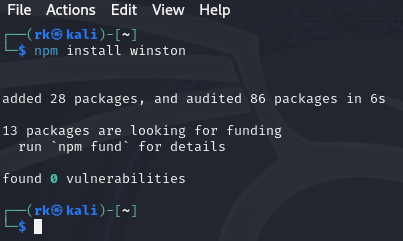 File Actions Edit View Help
┌──(rk㉿kali)-[~]
└─$ npm install winston
added 28 packages, and audited 86 packages in 6s
13 packages are looking for funding
  run `npm fund` for details
found 0 vulnerabilities
┌──(rk㉿kali)-[~]
└─$